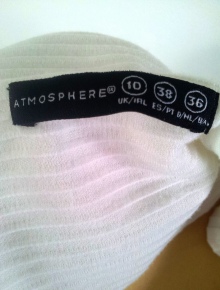 ATMOSPHERE® 10 38 36
UK/IRL ES/PT D/NL/BA.